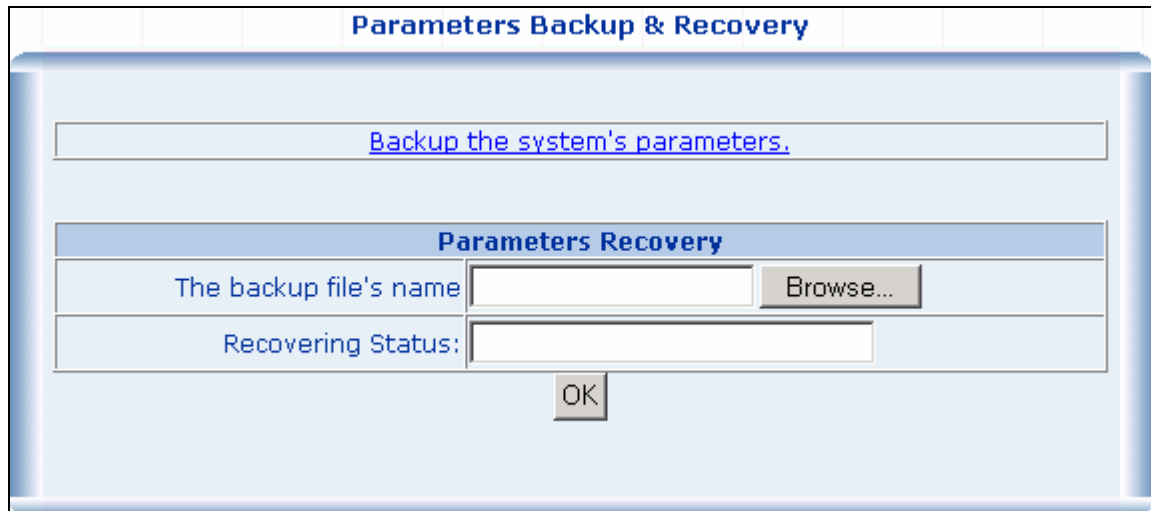 Parameters Backup & Recovery
Backup the system's parameters.
Parameters Recovery
The backup file's name Browse...
Recovering Status:
OK